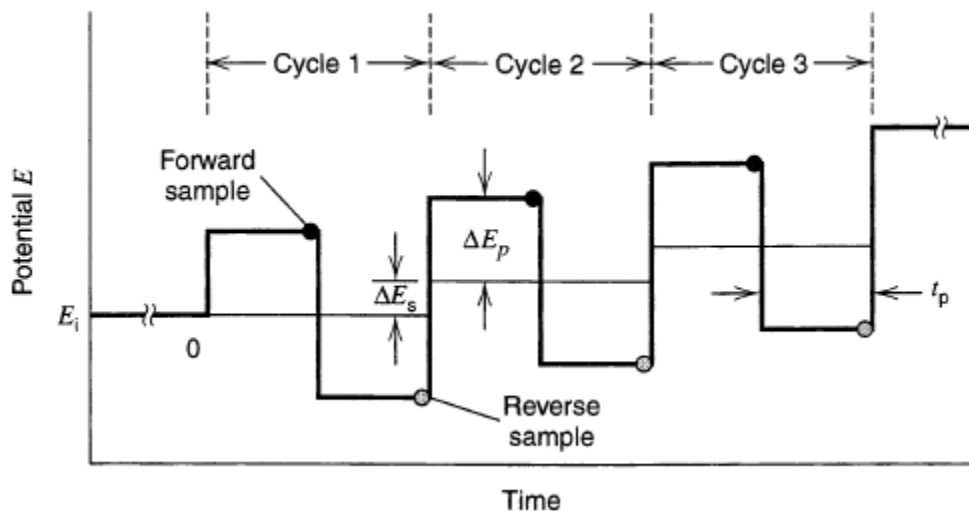 Cycle 1
Cycle 2
Cycle 3
Forward
sample
Potential E
ΔE_p
ΔE_s
E_i
t_p
0
Reverse
sample
Time